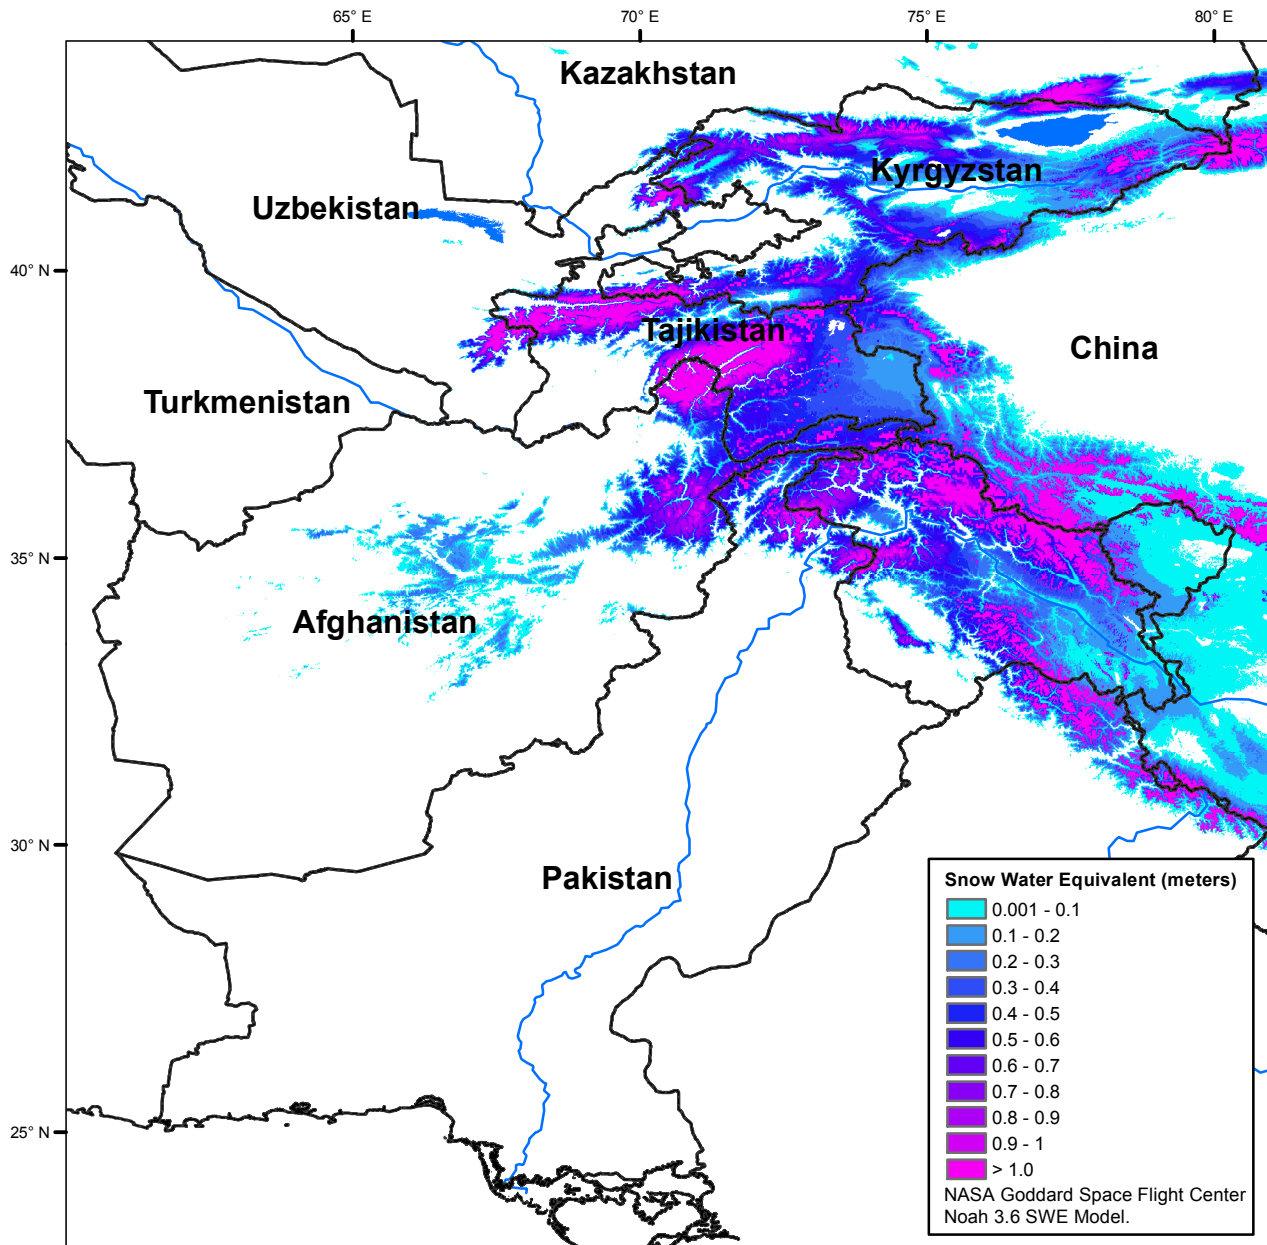 65° E
70° E
75° E
80° E
Kazakhstan
Kyrgyzstan
Uzbekistan
40° N
Tajikistan
China
Turkmenistan
35° N
Afghanistan
30° N
Pakistan
25° N
Snow Water Equivalent (meters)
0.001 - 0.1
0.1 - 0.2
0.2 - 0.3
0.3 - 0.4
0.4 - 0.5
0.5 - 0.6
0.6 - 0.7
0.7 - 0.8
0.8 - 0.9
0.9 - 1
> 1.0
NASA Goddard Space Flight Center
Noah 3.6 SWE Model.